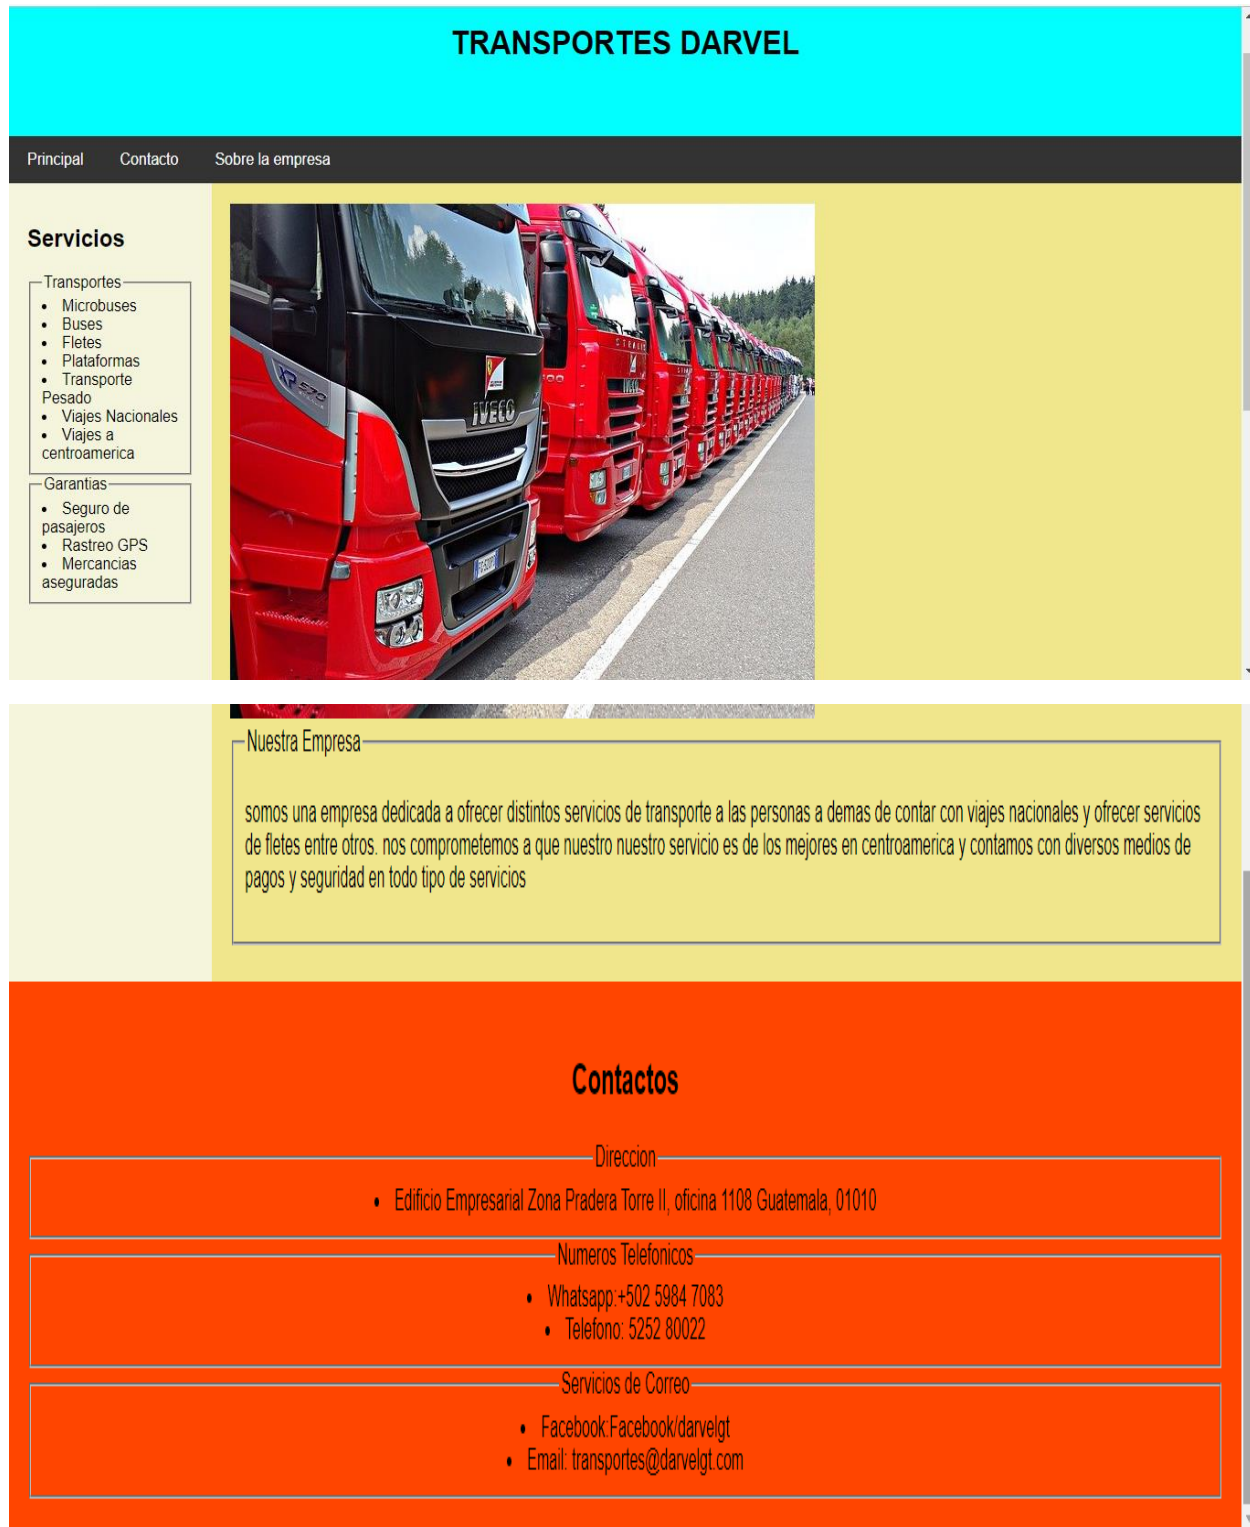 TRANSPORTES DARVEL
Principal Contacto Sobre la empresa
Servicios
Transportes
Microbuses
Buses
Fletes
Plataformas
Transporte
Pesado
Viajes Nacionales
Viajes a
centroamerica
Garantias
Seguro de
pasajeros
Rastreo GPS
Mercancias
aseguradas
XP 570
IVECO
STRALIS
IVECO
Nuestra Empresa
somos una empresa dedicada a ofrecer distintos servicios de transporte a las personas a demas de contar con viajes nacionales y ofrecer servicios
de fletes entre otros. nos comprometemos a que nuestro nuestro servicio es de los mejores en centroamerica y contamos con diversos medios de
pagos y seguridad en todo tipo de servicios
Contactos
Direccion
Edificio Empresarial Zona Pradera Torre II, oficina 1108 Guatemala, 01010
Numeros Telefonicos
Whatsapp:+502 5984 7083
Telefono: 5252 80022
Servicios de Correo
Facebook:Facebook/darvelgt
Email: transportes@darvelgt.com